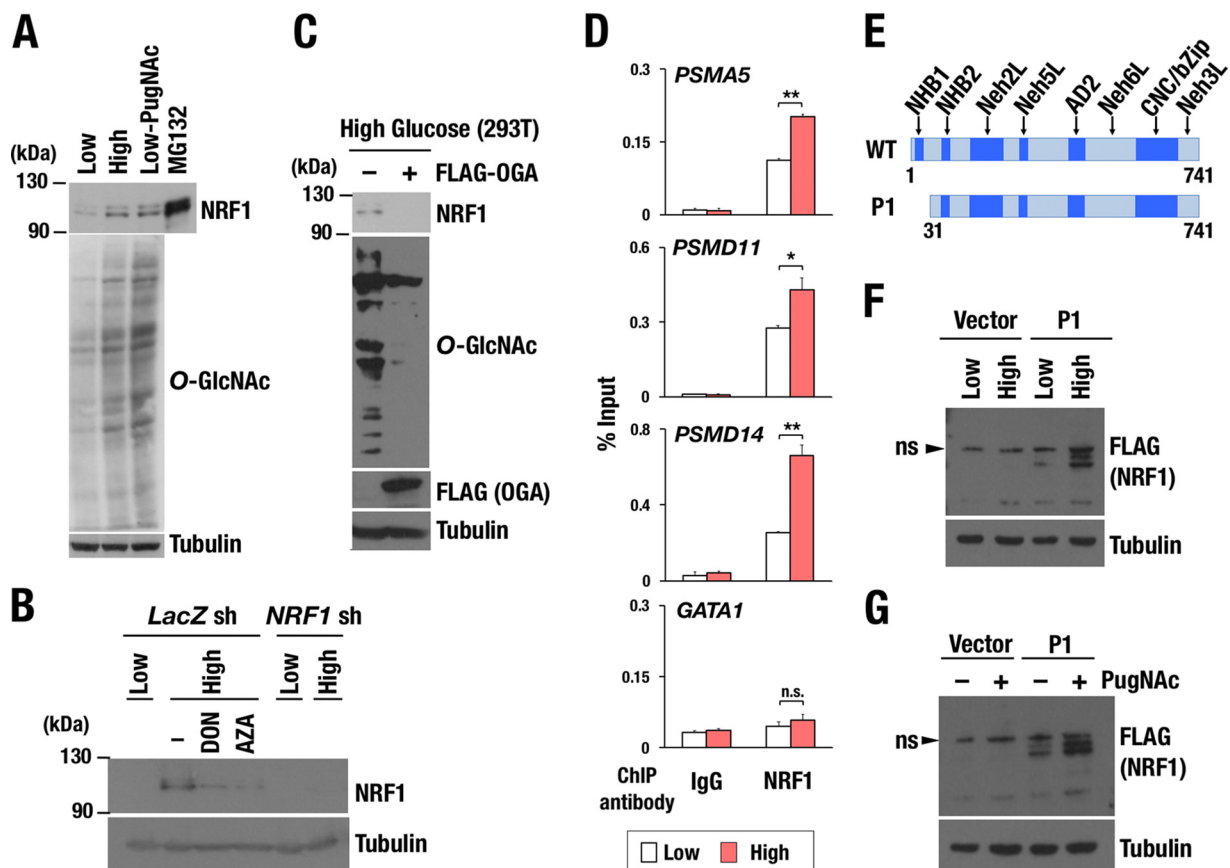 A
Low
High
Low-PugNAc
MG132
(kDa)
130
90
NRF1
O-GlcNAc
Tubulin
B
LacZ sh
NRF1 sh
Low
High
Low
High
–
DON
AZA
(kDa)
130
90
NRF1
Tubulin
C
High Glucose (293T)
(kDa)
–
+
FLAG-OGA
130
90
NRF1
O-GlcNAc
FLAG (OGA)
Tubulin
D
% Input
PSMA5
0.3
0.15
0
**
PSMD11
0.6
0.3
0
*
PSMD14
0.8
0.4
0
**
GATA1
0.3
0.15
0
n.s.
ChIP
antibody
IgG
NRF1
Low
High
E
NHB1
NHB2
Neh2L
Neh5L
AD2
Neh6L
CNC/bZip
Neh3L
WT
1
741
P1
31
741
F
Vector
P1
Low
High
Low
High
ns
FLAG
(NRF1)
Tubulin
G
Vector
P1
–
+
–
+
PugNAc
ns
FLAG
(NRF1)
Tubulin